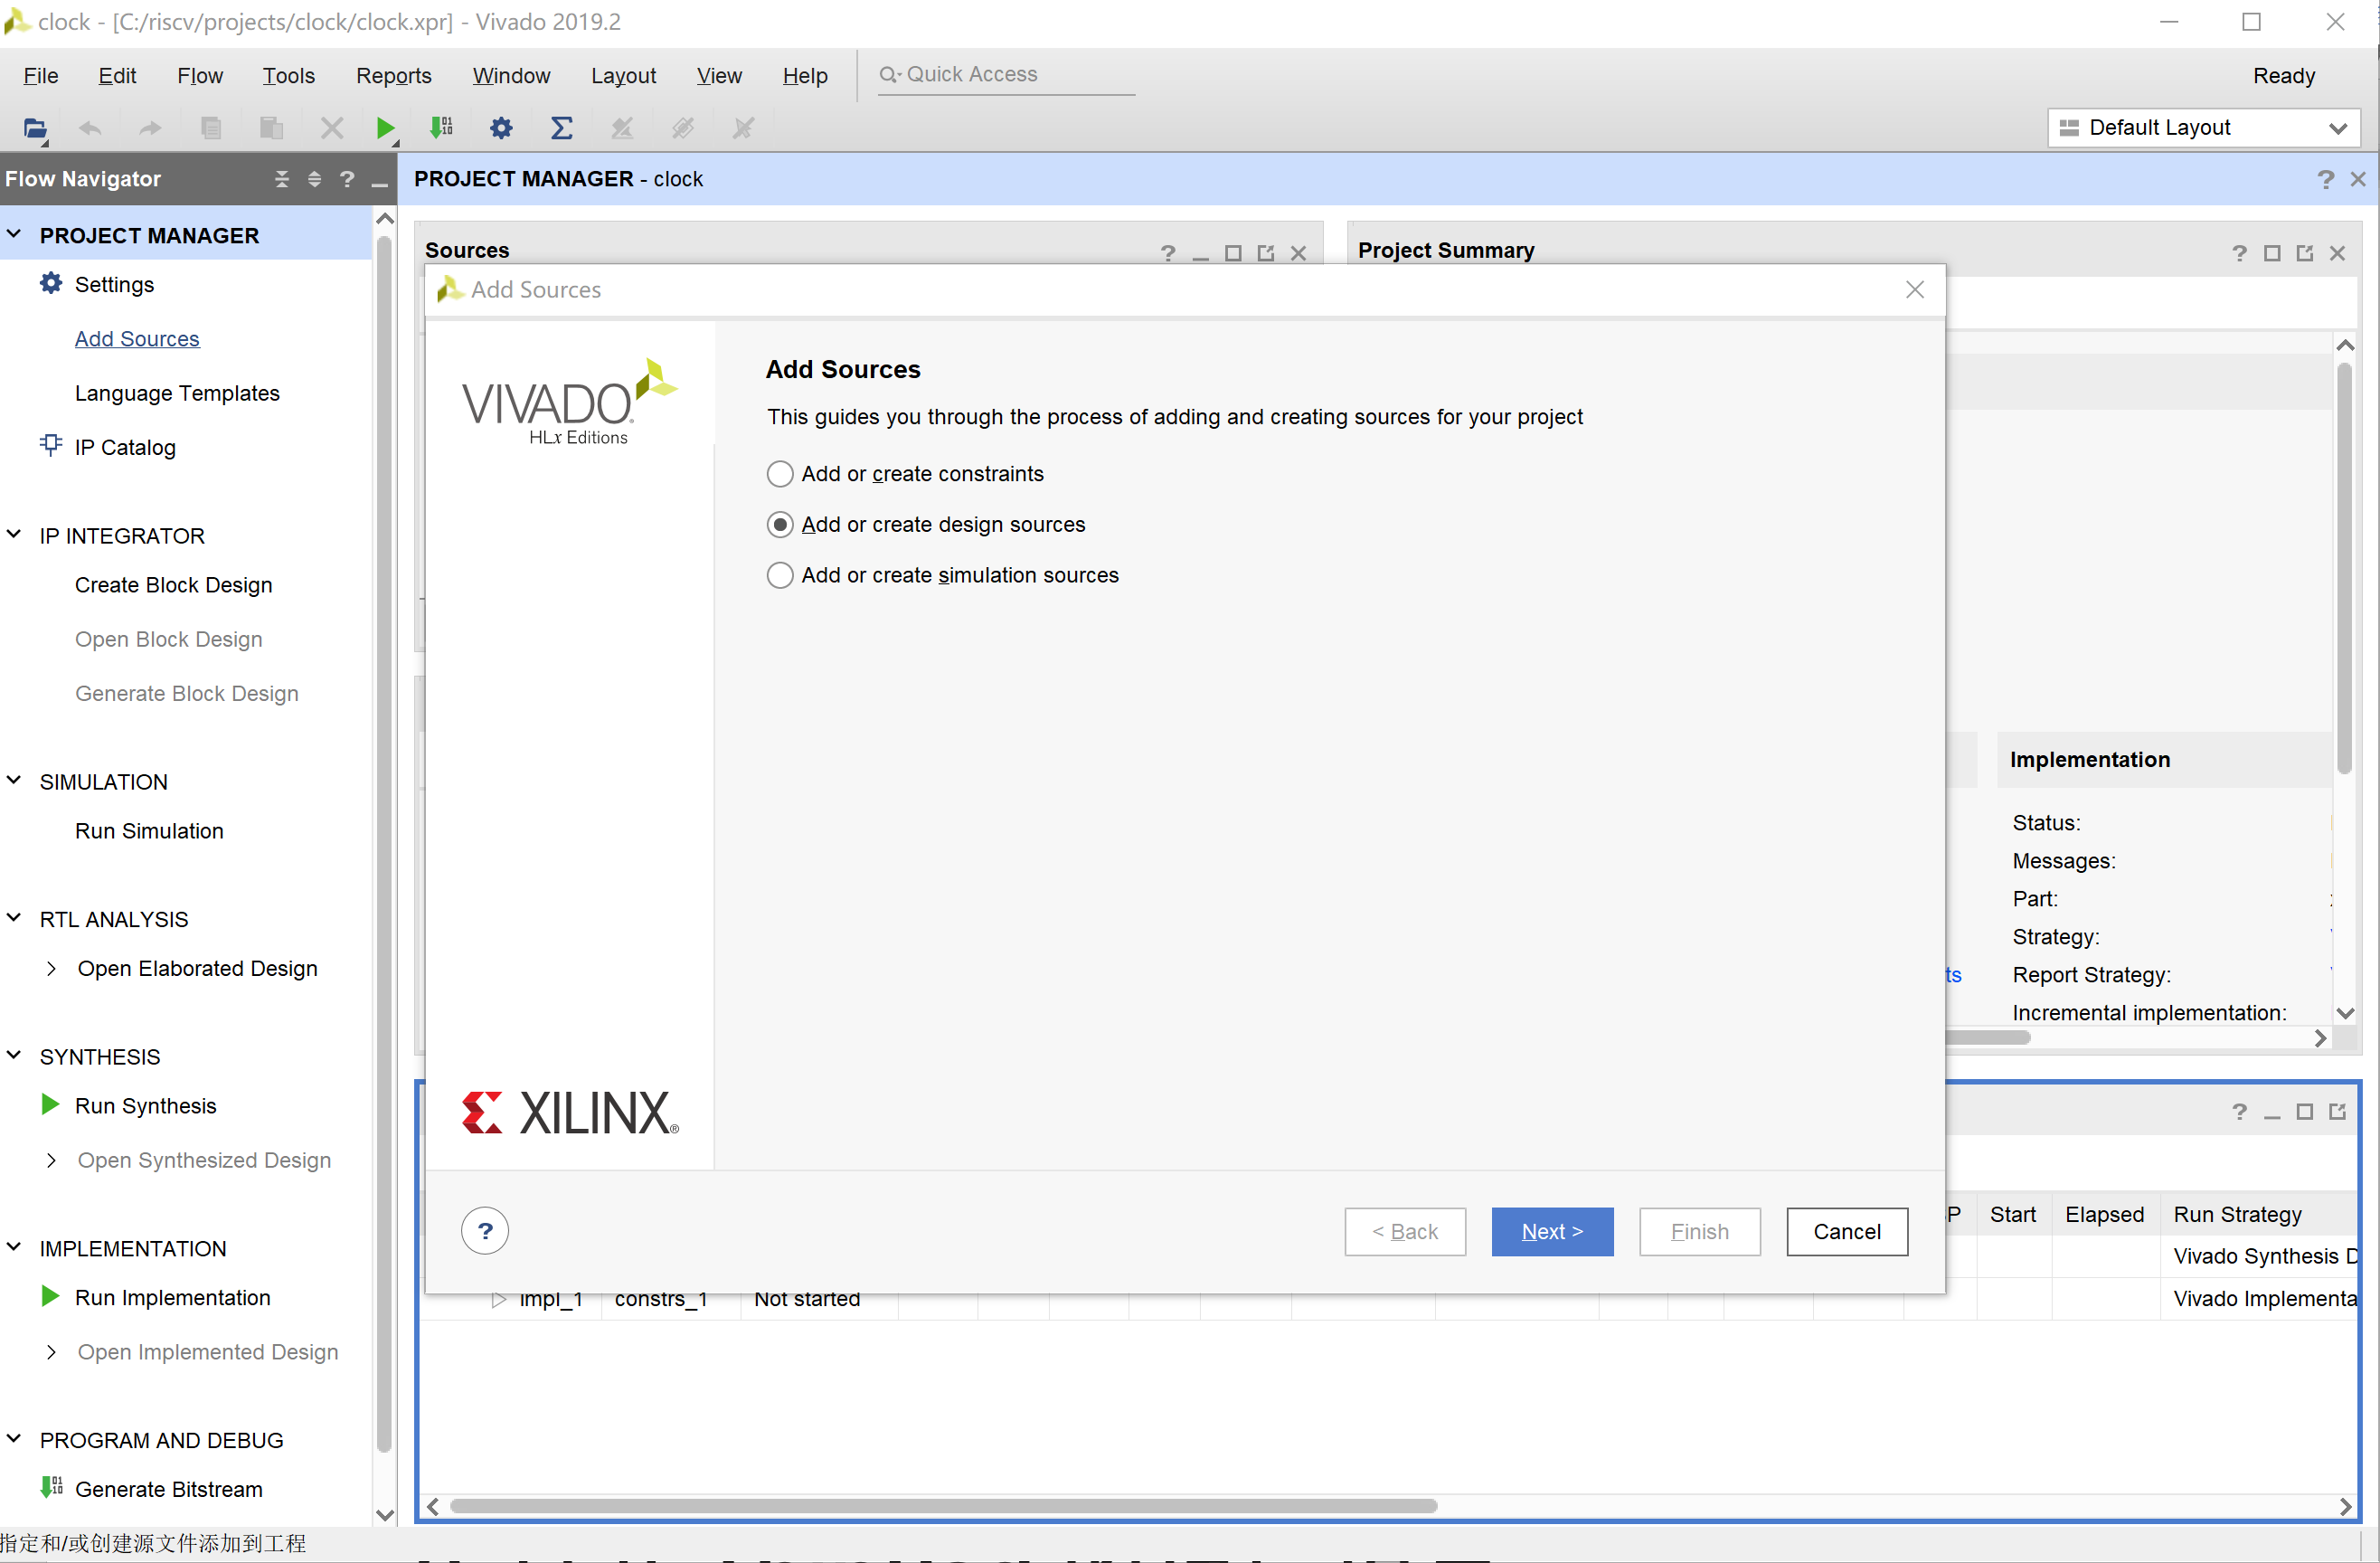 clock - [C:/riscv/projects/clock/clock.xpr] - Vivado 2019.2
File Edit Flow Tools Reports Window Layout View Help Quick Access Ready
Default Layout
Flow Navigator
PROJECT MANAGER - clock
PROJECT MANAGER
Settings
Add Sources
Language Templates
IP Catalog
IP INTEGRATOR
Create Block Design
Open Block Design
Generate Block Design
SIMULATION
Run Simulation
RTL ANALYSIS
Open Elaborated Design
SYNTHESIS
Run Synthesis
Open Synthesized Design
IMPLEMENTATION
Run Implementation
Open Implemented Design
PROGRAM AND DEBUG
Generate Bitstream
Sources
Project Summary
Add Sources
VIVADO
HLx Editions
Add Sources
This guides you through the process of adding and creating sources for your project
Add or create constraints
Add or create design sources
Add or create simulation sources
XILINX
? < Back Next > Finish Cancel
Implementation
Status:
Messages:
Part:
Strategy:
Report Strategy:
Incremental implementation:
Start Elapsed Run Strategy
Vivado Synthesis D
impl_1 constrs_1 Not started Vivado Implementa
指定和/或创建源文件添加到工程